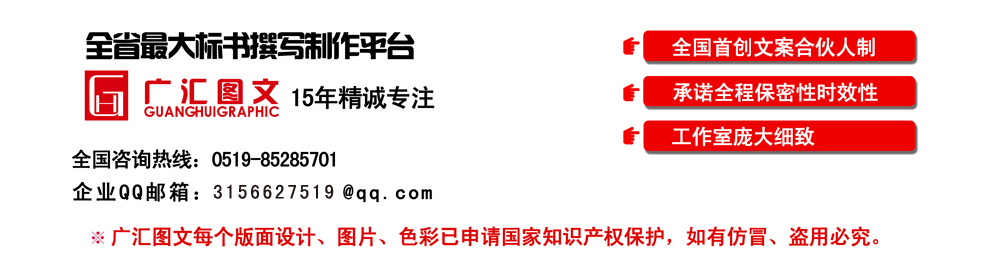 全省最大标书撰写制作平台
广汇图文
GUANGHUIGRAPHIC
15年精诚专注
全国咨询热线：0519-85285701
企业QQ邮箱：3156627519@qq.com
全国首创文案合伙人制
承诺全程保密性时效性
工作室庞大细致
※ 广汇图文每个版面设计、图片、色彩已申请国家知识产权保护，如有仿冒、盗用必究。